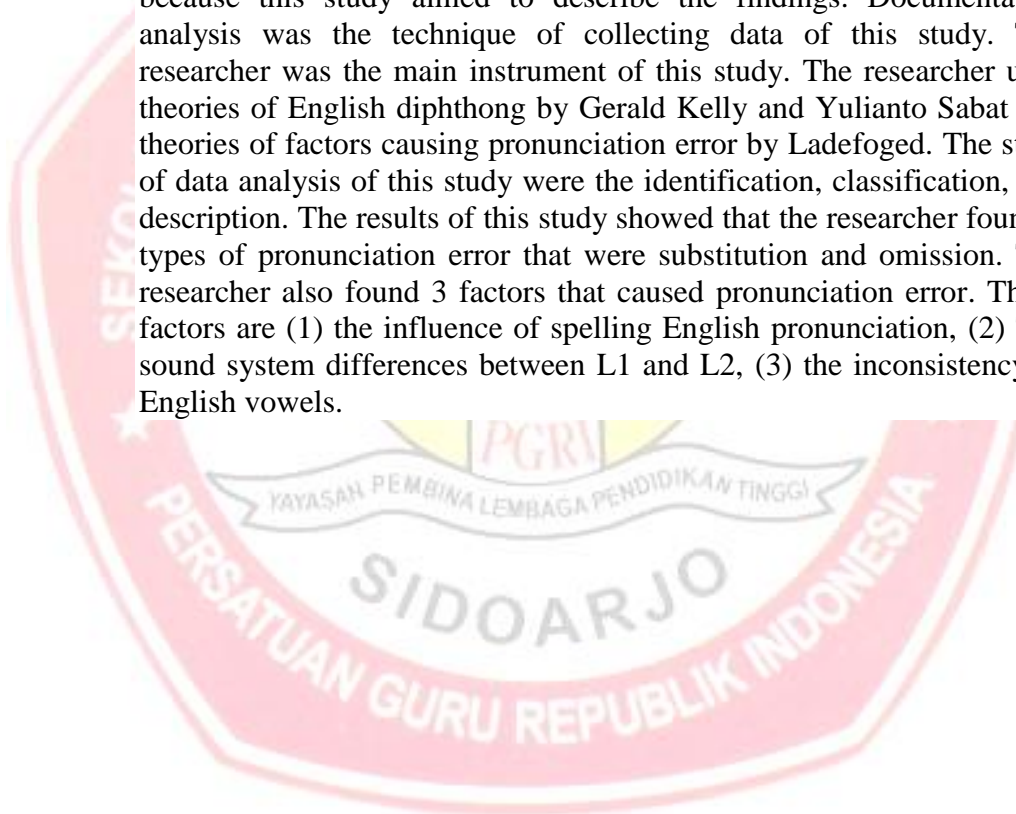 because this study aimed to describe the findings. Documenta
analysis was the technique of collecting data of this study.
researcher was the main instrument of this study. The researcher u
theories of English diphthong by Gerald Kelly and Yulianto Sabat
theories of factors causing pronunciation error by Ladefoged. The s
of data analysis of this study were the identification, classification,
description. The results of this study showed that the researcher foun
types of pronunciation error that were substitution and omission.
researcher also found 3 factors that caused pronunciation error. Th
factors are (1) the influence of spelling English pronunciation, (2)
sound system differences between L1 and L2, (3) the inconsistency
English vowels.
SEKOL
PGRI
YAYASAN PEMBINA LEMBAGA PENDIDIKAN TINGGI
SIDOARJO
PERSATUAN GURU REPUBLIK INDONESIA